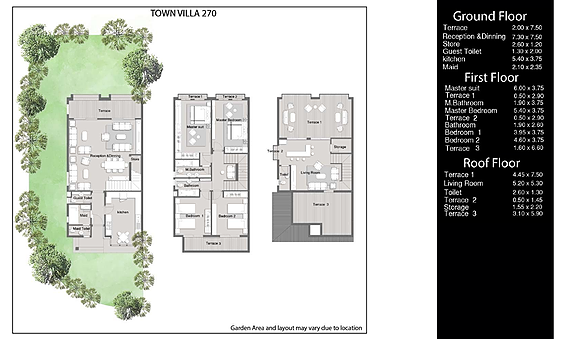 TOWN VILLA 270
Terrace
Reception &Dinning
Store
Guest Toilet
Maid
Kitchen
Maid Toilet
Terrace 1
Terrace 2
Master suit
Master Bedroom
M.Bathroom
Bathroom
Bedroom 1
Bedroom 2
Terrace 3
Terrace 1
Storage
Terrace 2
Toilet
Living Room
Terrace 3
Garden Area and layout may vary due to location
Ground Floor
Terrace 2.00 x 7.50
Reception &Dinning 7.30 x 7.50
Store 2.60 x 1.20
Guest Toilet 1.30 x 2.00
kitchen 5.40 x 3.75
Maid 2.10 x 2.35
First Floor
Master suit 6.00 x 3.75
Terrace 1 0.50 x 2.90
M.Bathroom 1.90 x 3.75
Master Bedroom 5.40 x 3.75
Terrace 2 0.50 x 2.90
Bathroom 1.90 x 2.60
Bedroom 1 3.95 x 3.75
Bedroom 2 4.60 x 3.75
Terrace 3 1.60 x 6.60
Roof Floor
Terrace 1 4.45 x 7.50
Living Room 5.20 x 5.30
Toilet 2.60 x 1.30
Terrace 2 0.50 x 1.45
Storage 1.55 x 2.20
Terrace 3 3.10 x 5.90